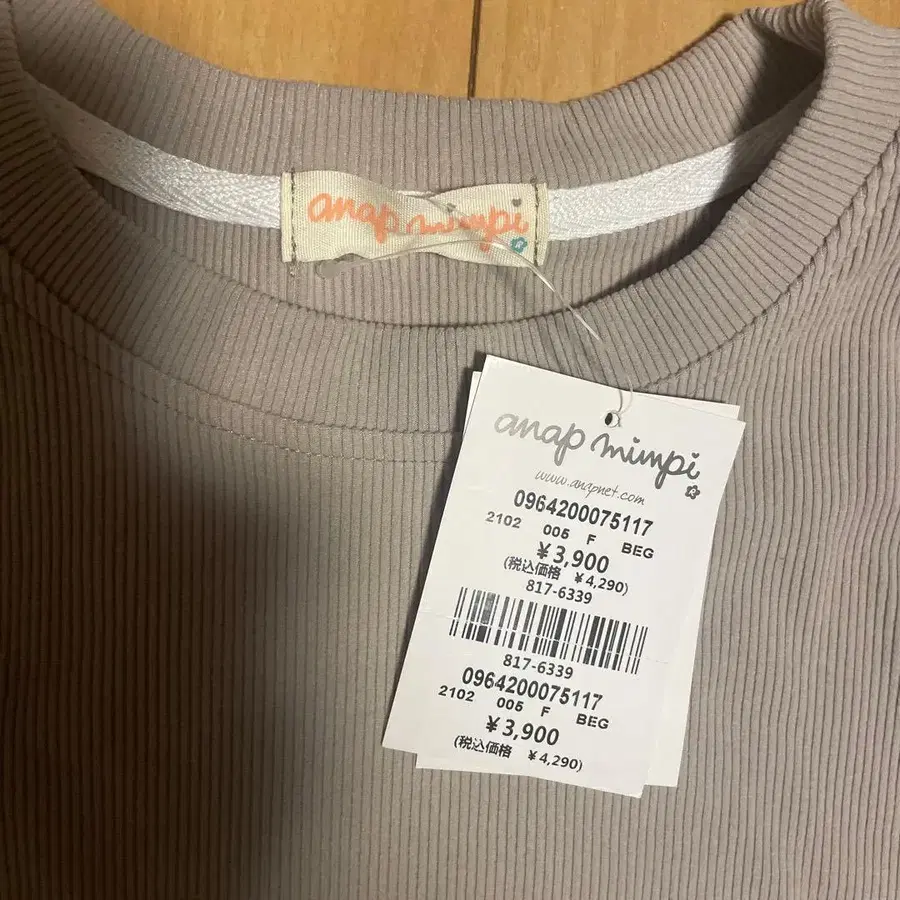 anap mimpi
anap mimpi
www.anapnet.com
0964200075117
2102 005 F BEG
¥3,900
(税込価格 ¥4,290)
817-6339
817-6339
0964200075117
2102 005 F BEG
¥3,900
(税込価格 ¥4,290)